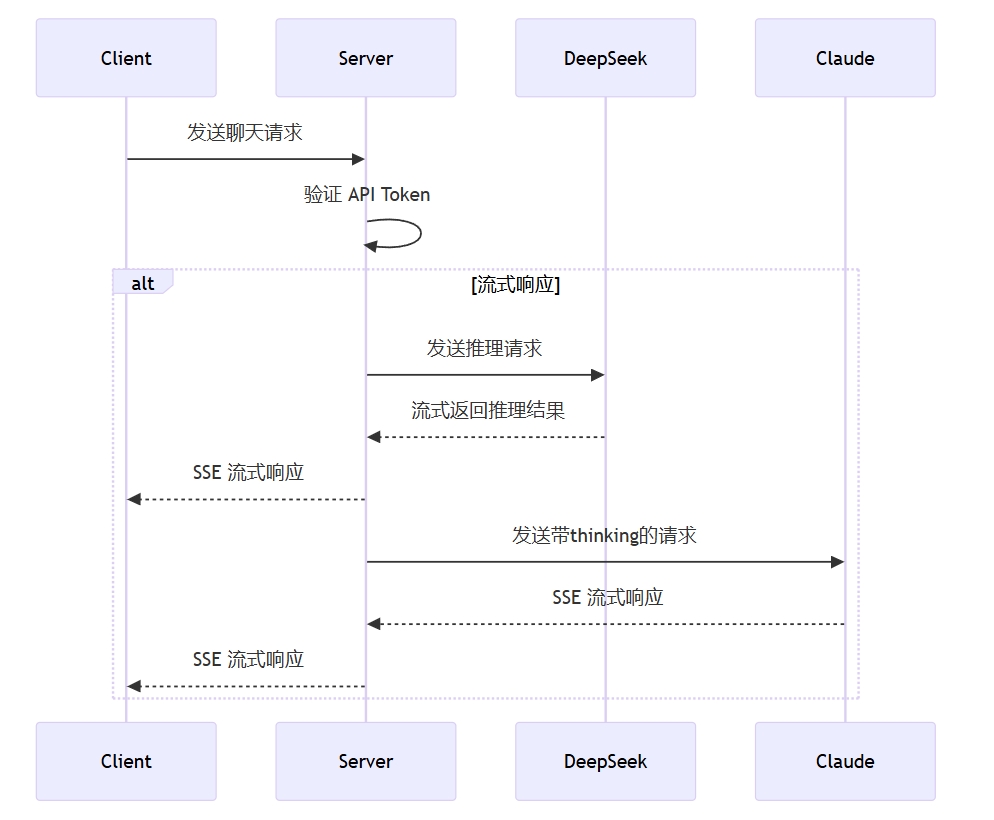 Client
Server
DeepSeek
Claude
发送聊天请求
验证 API Token
alt
[流式响应]
发送推理请求
流式返回推理结果
SSE 流式响应
发送带thinking的请求
SSE 流式响应
SSE 流式响应
Client
Server
DeepSeek
Claude